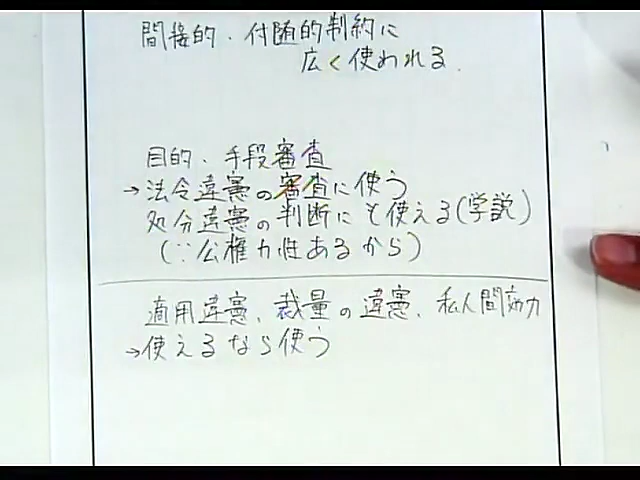 間接的・付随的制約に
広く使われる.
目的・手段審査
→法令違憲の審査に使う
処分違憲の判断にも使える(学説)
(∵公権力性あるから)
適用違憲、裁量の違憲、私人間効力
→使えるなら使う